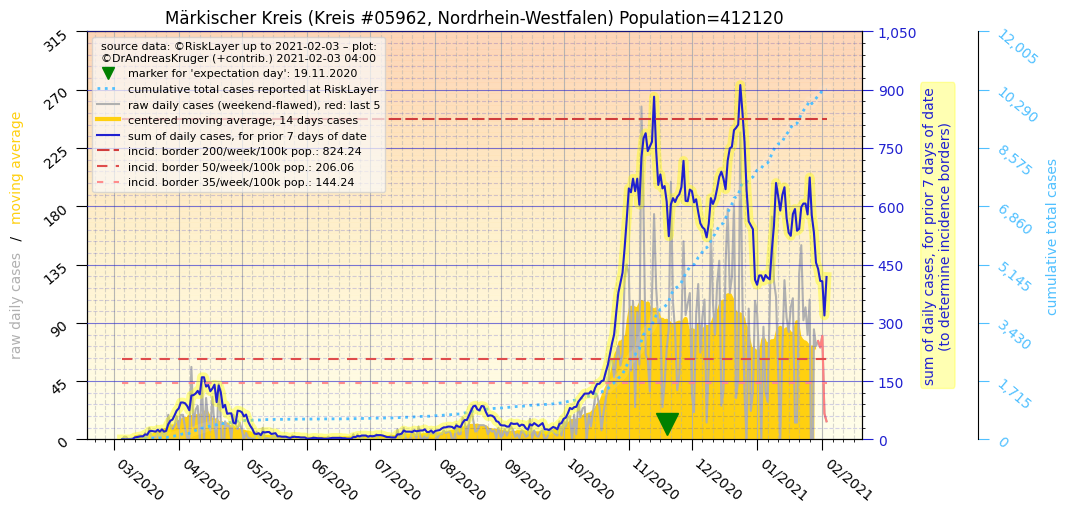 Märkischer Kreis (Kreis #05962, Nordrhein-Westfalen) Population=412120
source data: ©RiskLayer up to 2021-02-03 – plot:
©DrAndreasKruger (+contrib.) 2021-02-03 04:00
marker for 'expectation day': 19.11.2020
cumulative total cases reported at RiskLayer
raw daily cases (weekend-flawed), red: last 5
centered moving average, 14 days cases
sum of daily cases, for prior 7 days of date
incid. border 200/week/100k pop.: 824.24
incid. border 50/week/100k pop.: 206.06
incid. border 35/week/100k pop.: 144.24
raw daily cases / moving average
315
270
225
180
135
90
45
0
03/2020
04/2020
05/2020
06/2020
07/2020
08/2020
09/2020
10/2020
11/2020
12/2020
01/2021
02/2021
1,050
900
750
600
450
300
150
0
sum of daily cases, for prior 7 days of date
(to determine incidence borders)
12,005
10,290
8,575
6,860
5,145
3,430
1,715
0
cumulative total cases